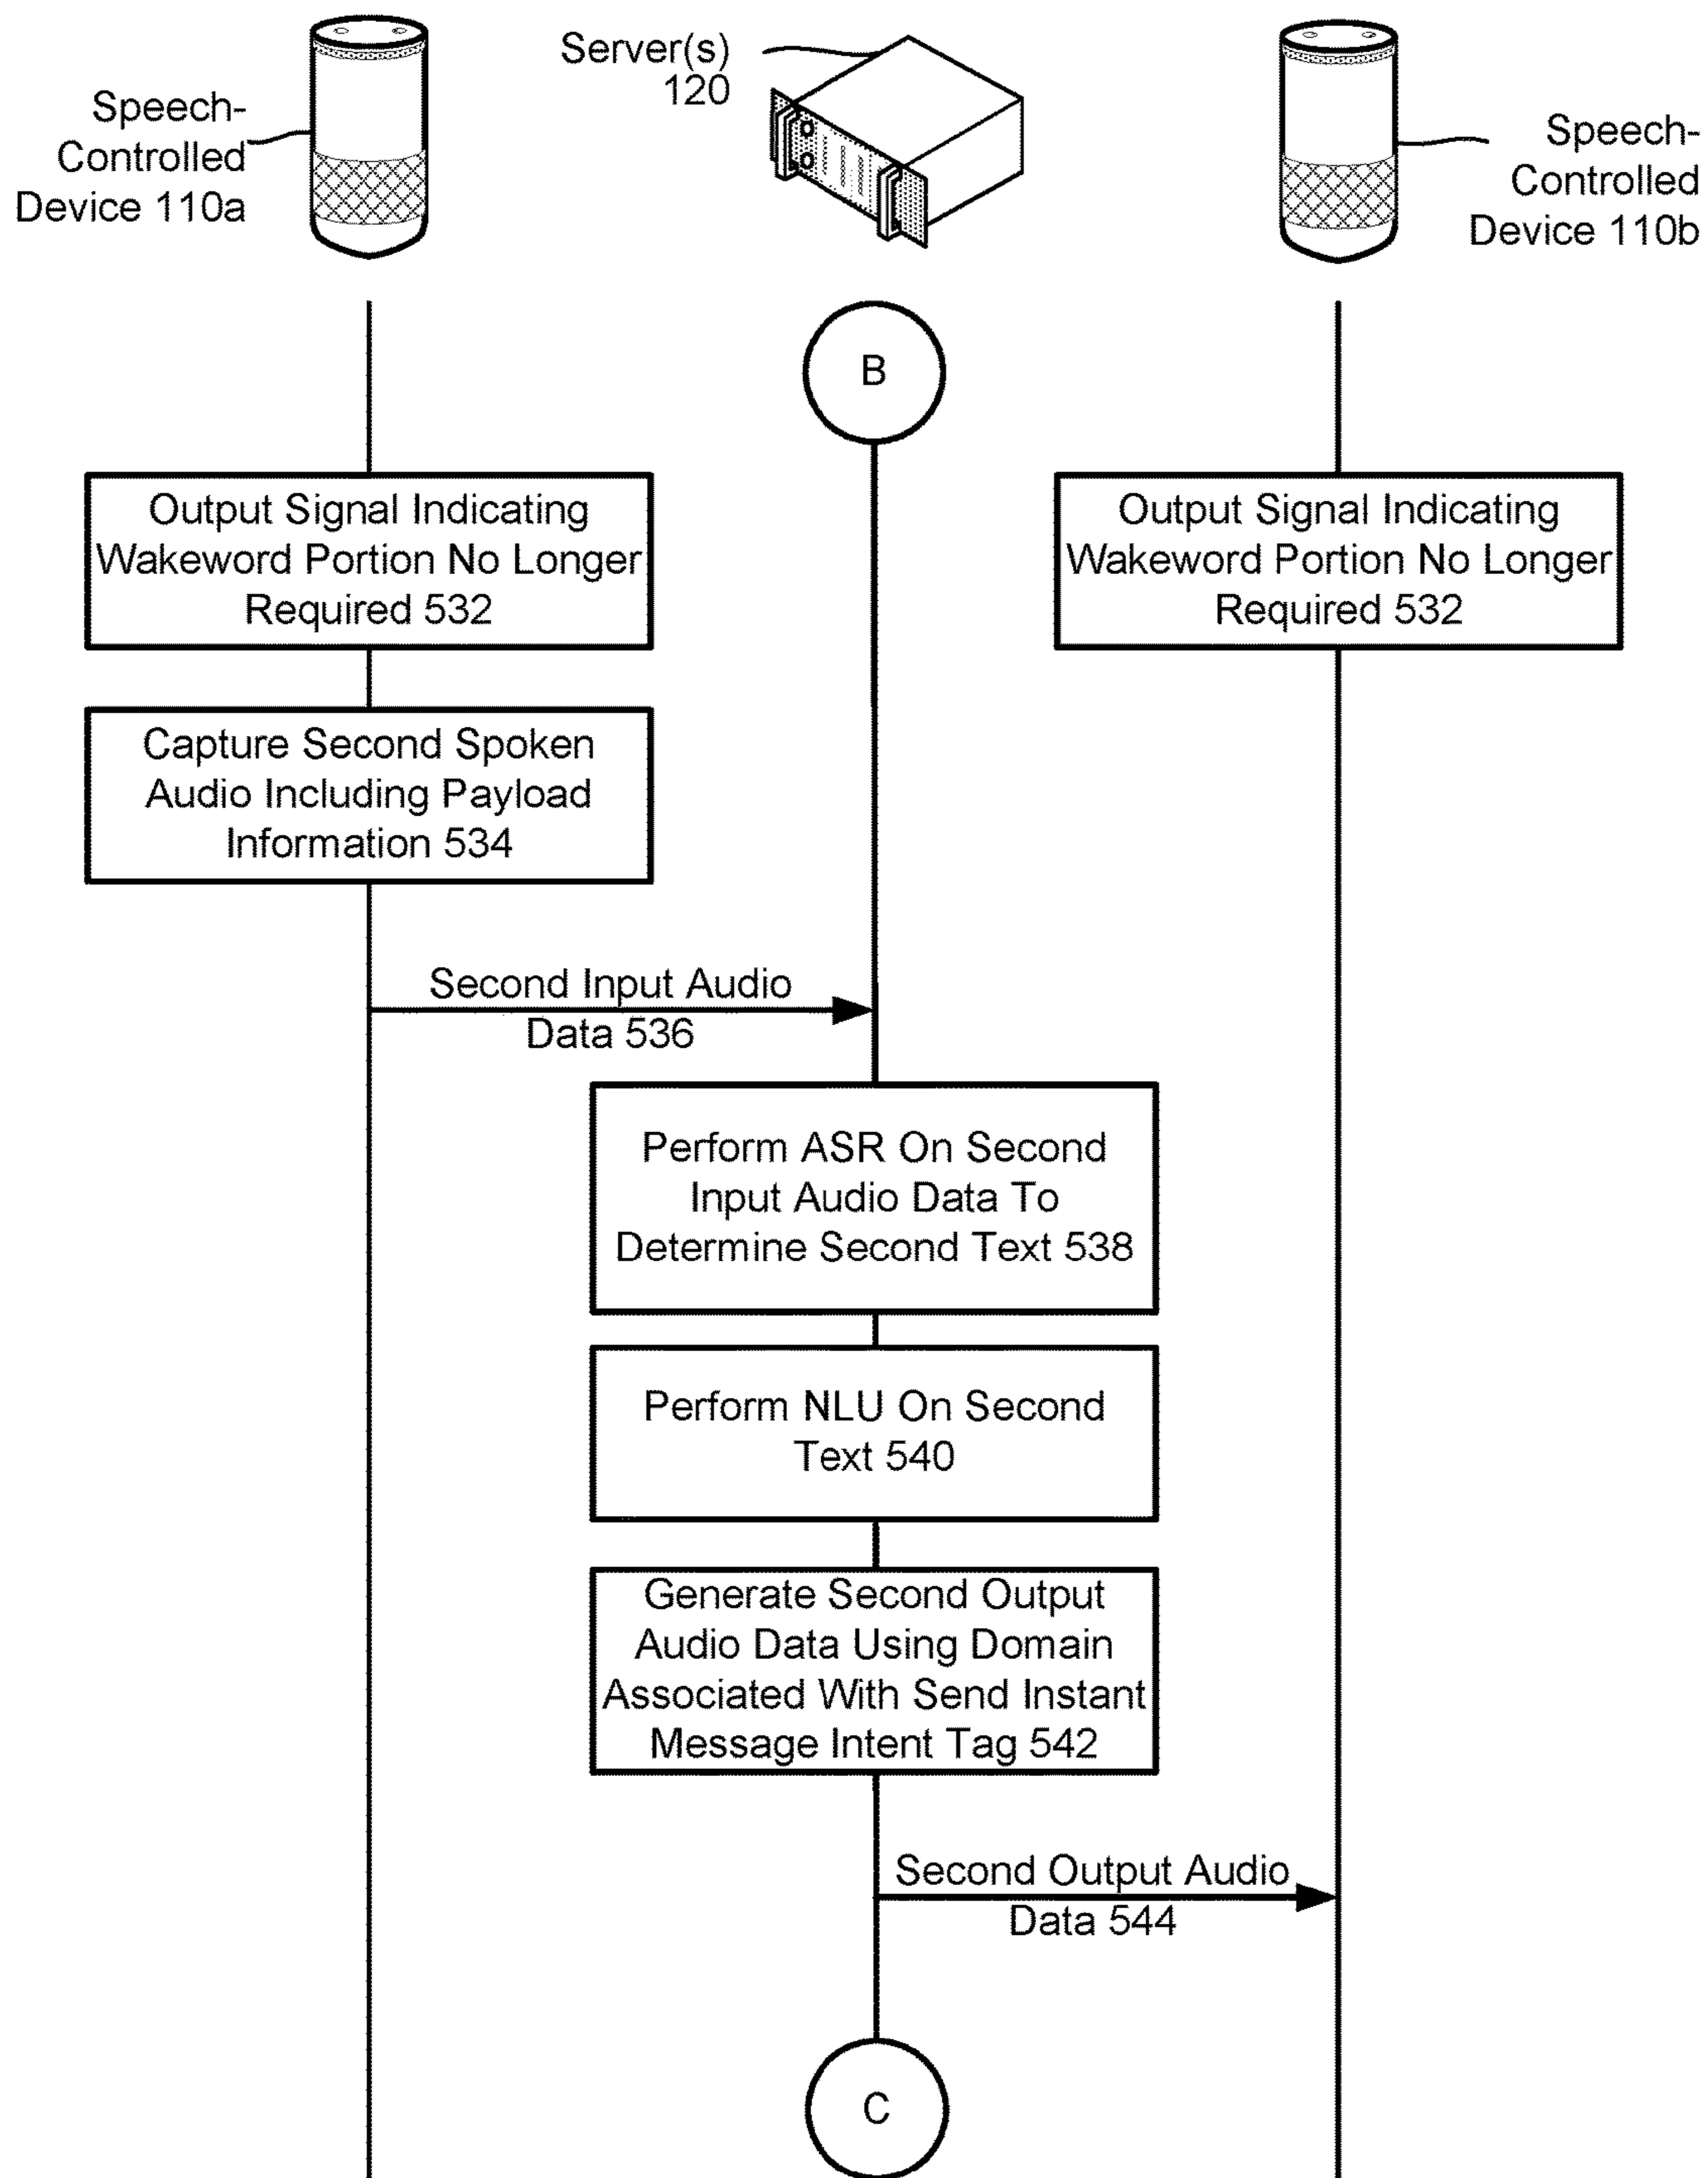 Speech-
Controlled
Device 110a
Server(s)
120
Speech-
Controlled
Device 110b
B
Output Signal Indicating
Wakeword Portion No Longer
Required 532
Output Signal Indicating
Wakeword Portion No Longer
Required 532
Capture Second Spoken
Audio Including Payload
Information 534
Second Input Audio
Data 536
Perform ASR On Second
Input Audio Data To
Determine Second Text 538
Perform NLU On Second
Text 540
Generate Second Output
Audio Data Using Domain
Associated With Send Instant
Message Intent Tag 542
Second Output Audio
Data 544
C